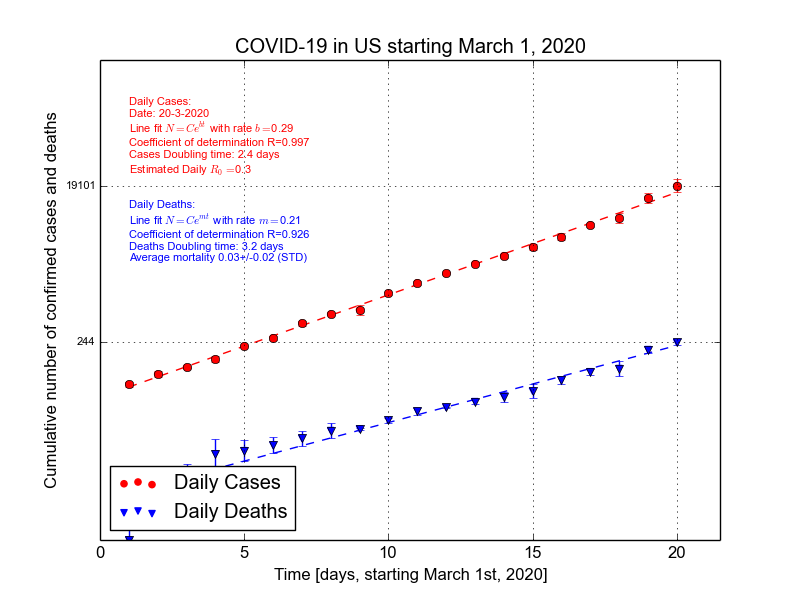 COVID-19 in US starting March 1, 2020
Daily Cases:
Date: 20-3-2020
Line fit N = Ce^{bt} with rate b = 0.29
Coefficient of determination R=0.997
Cases Doubling time: 2.4 days
Estimated Daily R_0 = 0.3
19101
Daily Deaths:
Line fit N = Ce^{mt} with rate m = 0.21
Coefficient of determination R=0.926
Deaths Doubling time: 3.2 days
Average mortality 0.03+/-0.02 (STD)
244
Cumulative number of confirmed cases and deaths
Daily Cases
Daily Deaths
0 5 10 15 20
Time [days, starting March 1st, 2020]